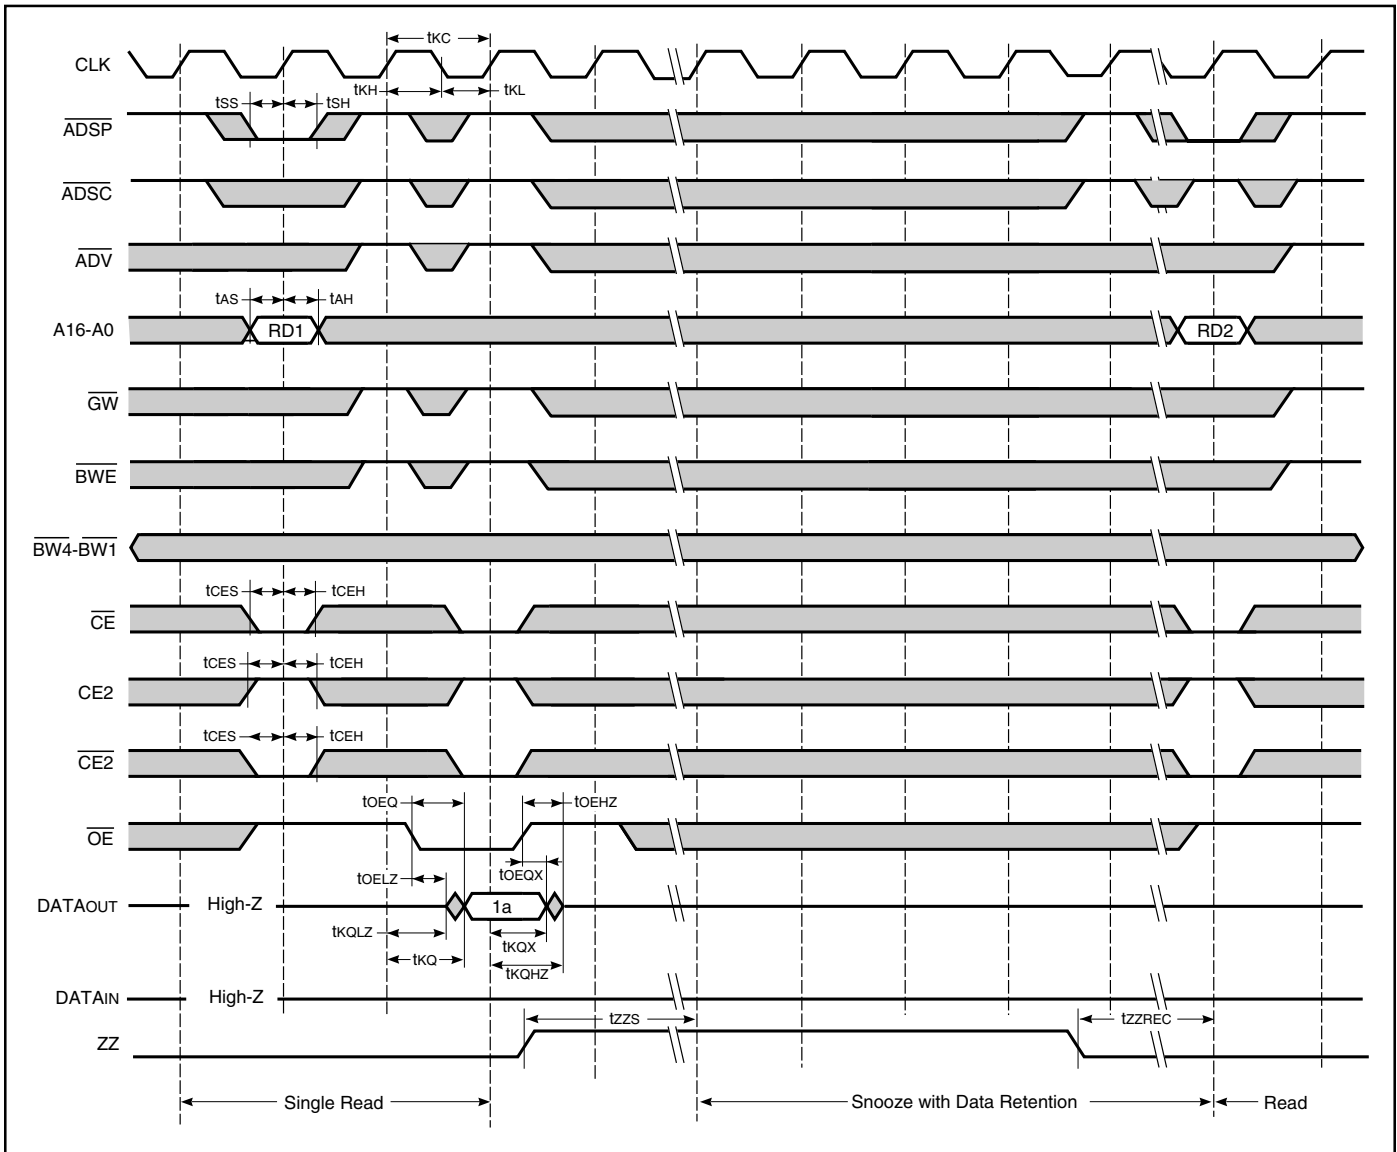 tKC
CLK
tKH
tKL
tSS
tSH
ADSP
ADSC
ADV
tAS
tAH
A16-A0
RD1
RD2
GW
BWE
BW4-BW1
tCES
tCEH
CE
tCES
tCEH
CE2
tCES
tCEH
CE2
tOEQ
tOEHZ
OE
tOELZ
tOEQX
DATAOUT
High-Z
1a
tKQLZ
tKQX
tKQ
tKQHZ
DATAIN
High-Z
tZZS
tZZREC
ZZ
Single Read
Snooze with Data Retention
Read